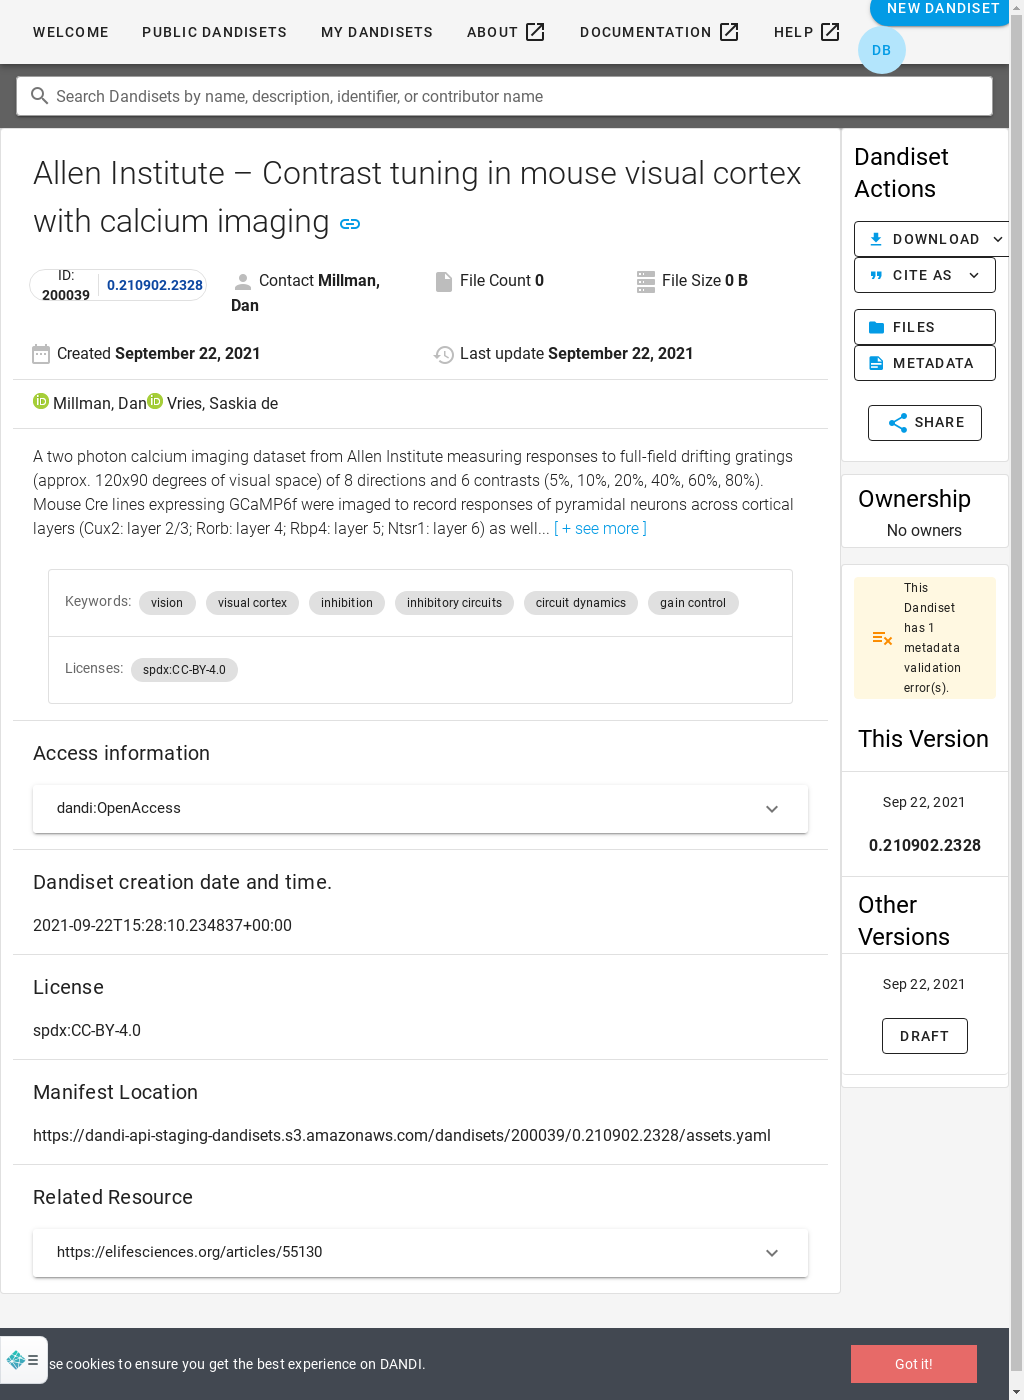 WELCOME PUBLIC DANDISETS MY DANDISETS ABOUT DOCUMENTATION HELP
NEW DANDISET
DB
Search Dandisets by name, description, identifier, or contributor name
Allen Institute – Contrast tuning in mouse visual cortex
with calcium imaging
ID:
200039
0.210902.2328
Contact Millman,
Dan
File Count 0
File Size 0 B
Created September 22, 2021
Last update September 22, 2021
Millman, Dan Vries, Saskia de
A two photon calcium imaging dataset from Allen Institute measuring responses to full-field drifting gratings
(approx. 120x90 degrees of visual space) of 8 directions and 6 contrasts (5%, 10%, 20%, 40%, 60%, 80%).
Mouse Cre lines expressing GCaMP6f were imaged to record responses of pyramidal neurons across cortical
layers (Cux2: layer 2/3; Rorb: layer 4; Rbp4: layer 5; Ntsr1: layer 6) as well... [ + see more ]
Keywords: vision visual cortex inhibition inhibitory circuits circuit dynamics gain control
Licenses: spdx:CC-BY-4.0
Access information
dandi:OpenAccess
Dandiset creation date and time.
2021-09-22T15:28:10.234837+00:00
License
spdx:CC-BY-4.0
Manifest Location
https://dandi-api-staging-dandisets.s3.amazonaws.com/dandisets/200039/0.210902.2328/assets.yaml
Related Resource
https://elifesciences.org/articles/55130
Dandiset
Actions
DOWNLOAD
CITE AS
FILES
METADATA
SHARE
Ownership
No owners
This
Dandiset
has 1
metadata
validation
error(s).
This Version
Sep 22, 2021
0.210902.2328
Other
Versions
Sep 22, 2021
DRAFT
se cookies to ensure you get the best experience on DANDI.
Got it!